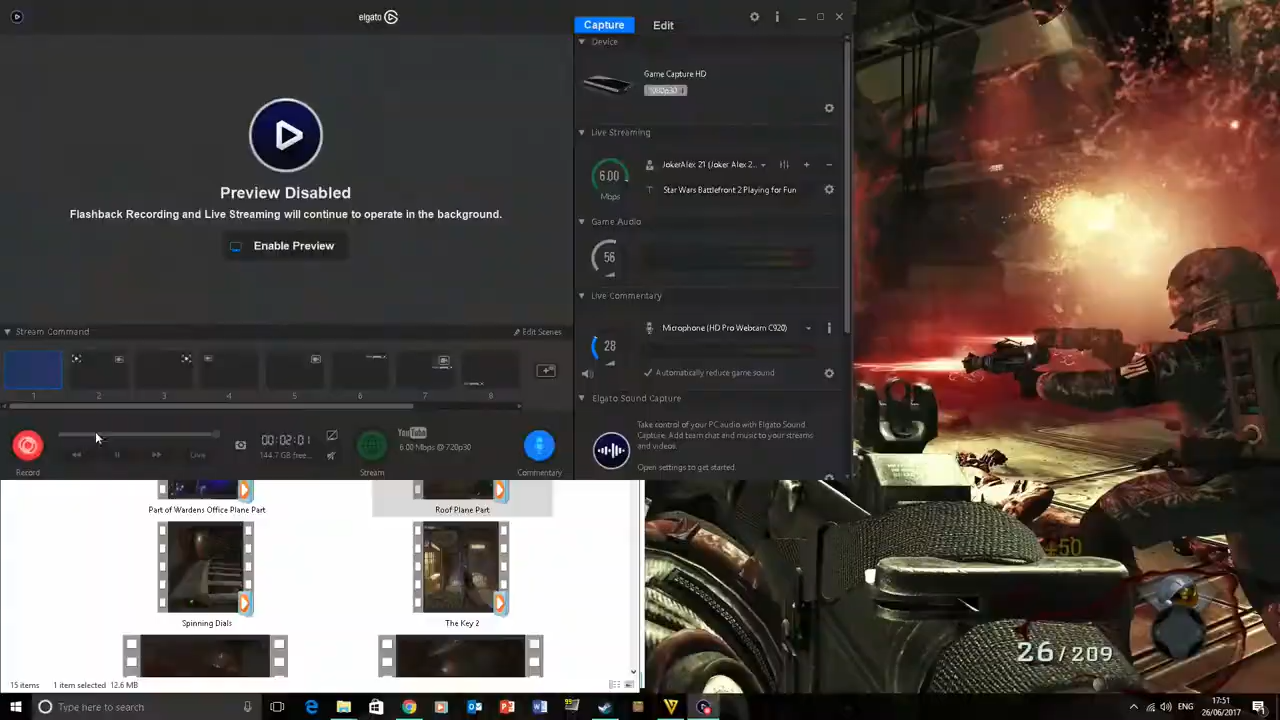 elgato
Capture
Edit
Device
Game Capture HD
1080p30
Preview Disabled
Flashback Recording and Live Streaming will continue to operate in the background.
Enable Preview
Live Streaming
6.00
Mbps
JokerAlex 21 (Joker Alex 2...
Star Wars Battlefront 2 Playing for Fun
Game Audio
56
Live Commentary
Microphone (HD Pro Webcam C920)
28
Automatically reduce game sound
Elgato Sound Capture
Take control of your PC audio with Elgato Sound
Capture. Add team chat and music to your streams
and videos.
Open settings to get started.
Stream Command
Edit Scenes
1 2 3 4 5 6 7 8
Record
Live
00:02:01
144.7 GB free...
Stream
YouTube
6.00 Mbps @ 720p30
Commentary
Part of Wardens Office Plane Part
Roof Plane Part
Spinning Dials
The Key 2
15 items 1 item selected 12.6 MB
+50
26/209
Type here to search
ENG
17:51
26/06/2017